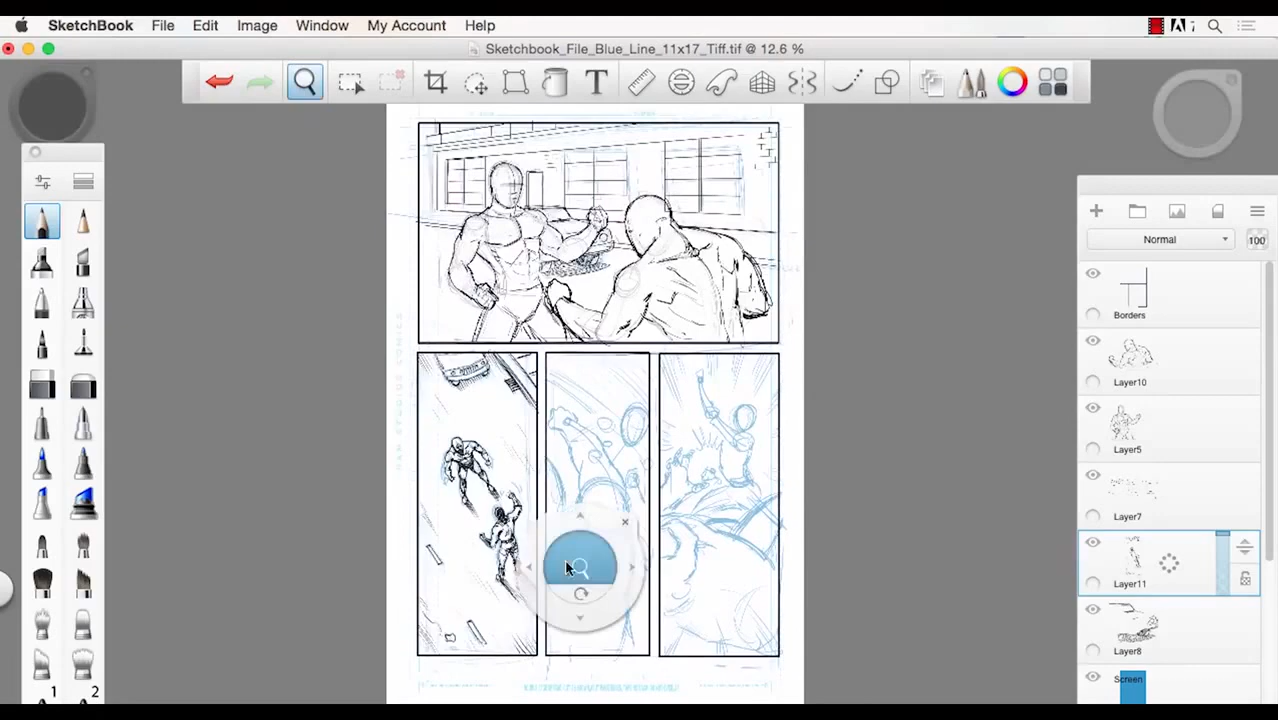 SketchBook File Edit Image Window My Account Help
Sketchbook_File_Blue_Line_11x17_Tiff.tif @ 12.6 %
T
Normal
100
Borders
Layer10
Layer5
Layer7
Layer11
Layer8
Screen
1 2